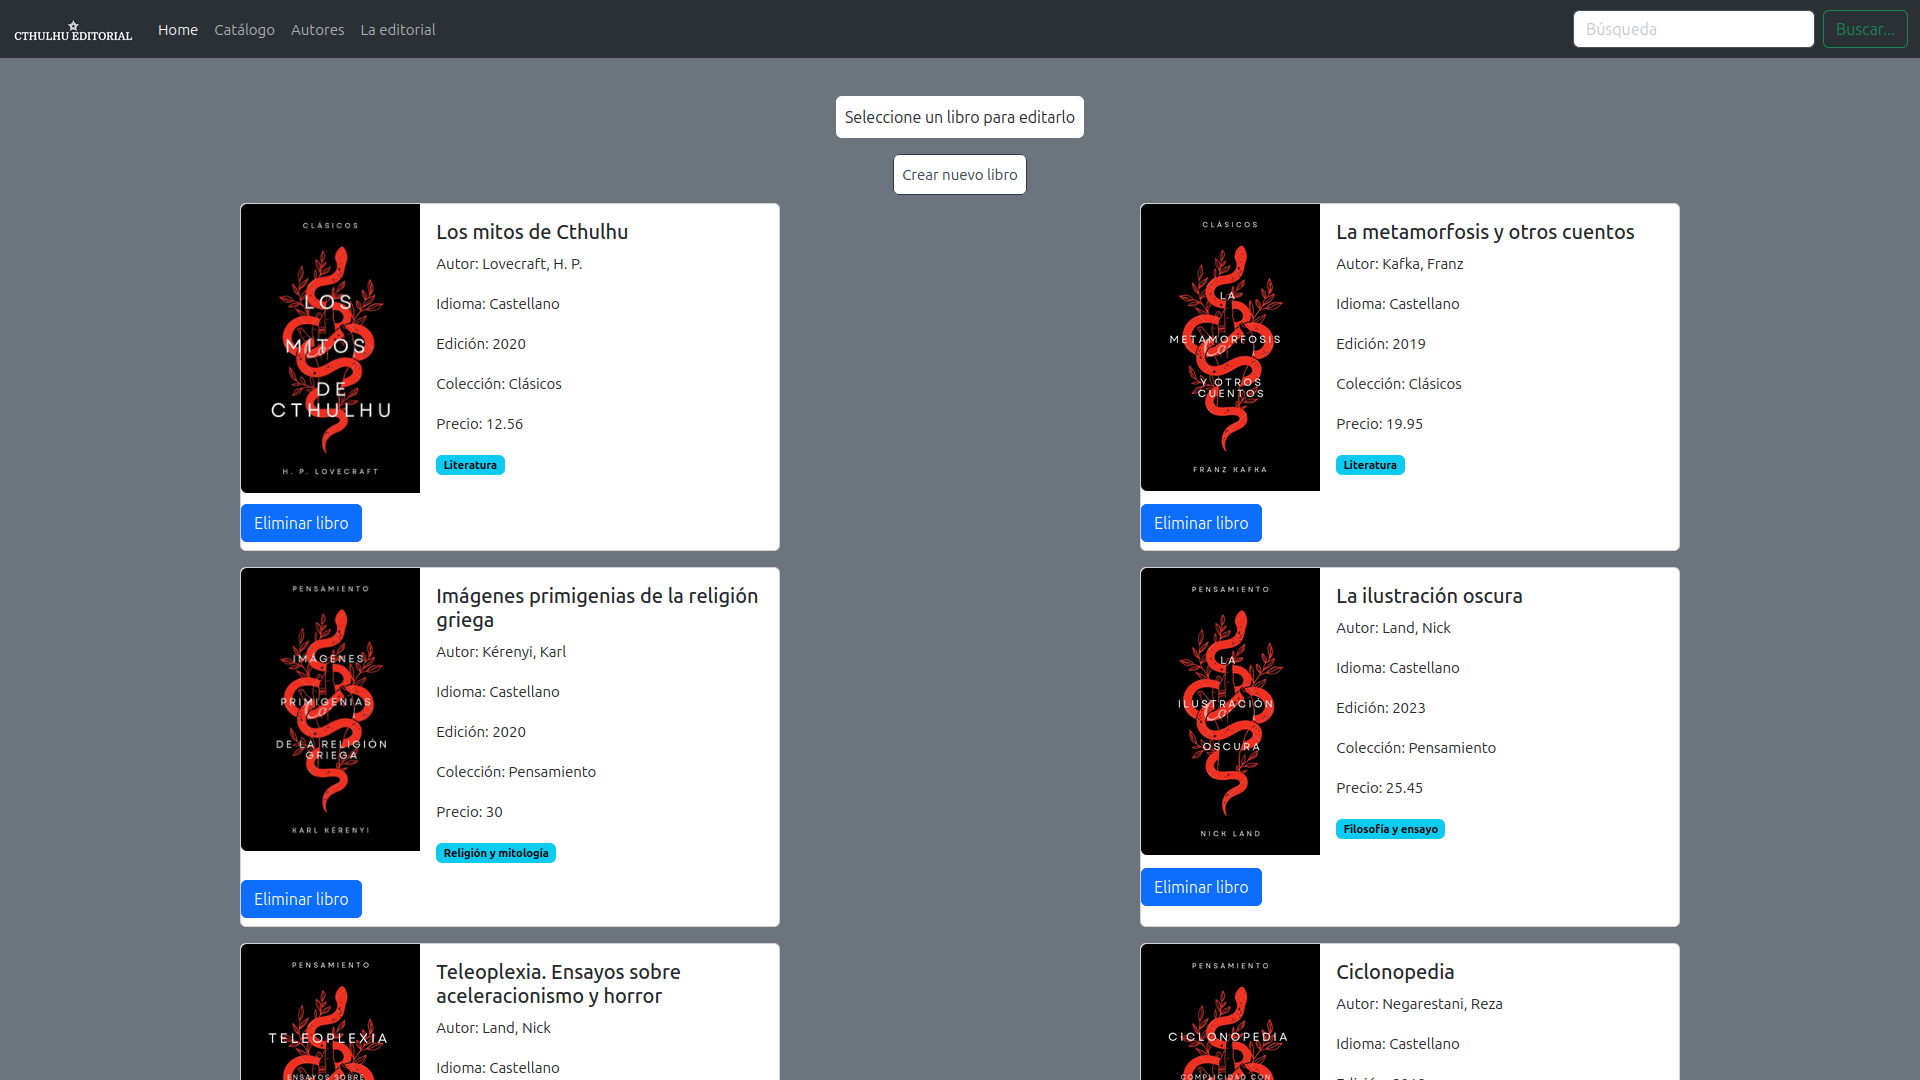 CTHULHU EDITORIAL
Home
Catálogo
Autores
La editorial
Búsqueda
Buscar...
Seleccione un libro para editarlo
Crear nuevo libro
CLÁSICOS
LOS
MITOS
DE
CTHULHU
H. P. LOVECRAFT
Los mitos de Cthulhu
Autor: Lovecraft, H. P.
Idioma: Castellano
Edición: 2020
Colección: Clásicos
Precio: 12.56
Literatura
Eliminar libro
CLÁSICOS
LA
METAMORFOSIS
Y OTROS
CUENTOS
FRANZ KAFKA
La metamorfosis y otros cuentos
Autor: Kafka, Franz
Idioma: Castellano
Edición: 2019
Colección: Clásicos
Precio: 19.95
Literatura
Eliminar libro
PENSAMIENTO
IMÁGENES
PRIMIGENIAS
DE LA RELIGIÓN
GRIEGA
KARL KÉRENYI
Imágenes primigenias de la religión
griega
Autor: Kérenyi, Karl
Idioma: Castellano
Edición: 2020
Colección: Pensamiento
Precio: 30
Religión y mitología
Eliminar libro
PENSAMIENTO
LA
ILUSTRACIÓN
OSCURA
NICK LAND
La ilustración oscura
Autor: Land, Nick
Idioma: Castellano
Edición: 2023
Colección: Pensamiento
Precio: 25.45
Filosofía y ensayo
Eliminar libro
PENSAMIENTO
TELEOPLEXIA
ENSAYOS SOBRE
Teleoplexia. Ensayos sobre
aceleracionismo y horror
Autor: Land, Nick
Idioma: Castellano
PENSAMIENTO
CICLONOPEDIA
COMPLICIDAD CON
Ciclonopedia
Autor: Negarestani, Reza
Idioma: Castellano